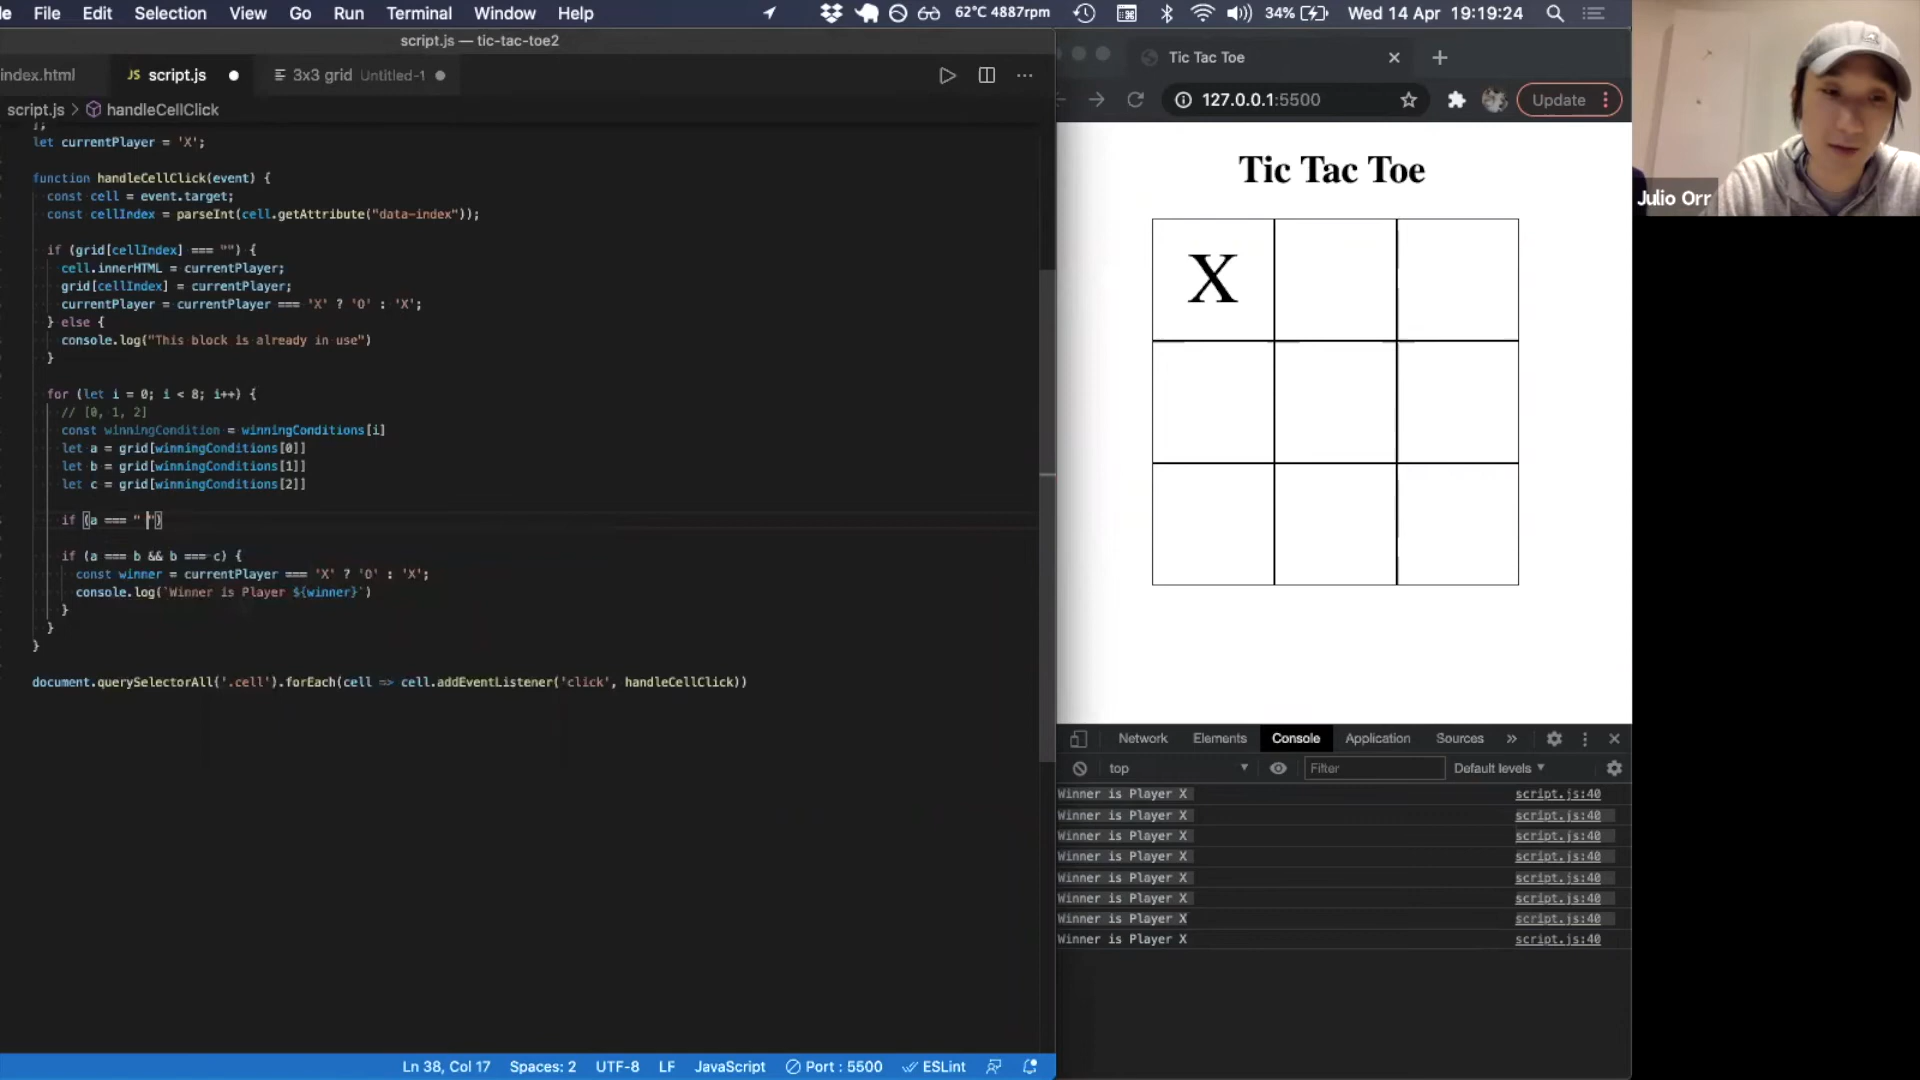 File Edit Selection View Go Run Terminal Window Help 62°C 4887rpm 34% Wed 14 Apr 19:19:24
script.js — tic-tac-toe2
index.html JS script.js 3x3 grid Untitled-1
script.js > handleCellClick
];
let currentPlayer = 'X';
function handleCellClick(event) {
const cell = event.target;
const cellIndex = parseInt(cell.getAttribute("data-index"));
if (grid[cellIndex] === "") {
cell.innerHTML = currentPlayer;
grid[cellIndex] = currentPlayer;
currentPlayer = currentPlayer === 'X' ? 'O' : 'X';
} else {
console.log("This block is already in use")
}
for (let i = 0; i < 8; i++) {
// [0, 1, 2]
const winningCondition = winningConditions[i]
let a = grid[winningConditions[0]]
let b = grid[winningConditions[1]]
let c = grid[winningConditions[2]]
if (a === " ")
if (a === b && b === c) {
const winner = currentPlayer === 'X' ? 'O' : 'X';
console.log(`Winner is Player ${winner}`)
}
}
}
document.querySelectorAll('.cell').forEach(cell => cell.addEventListener('click', handleCellClick))
Ln 38, Col 17 Spaces: 2 UTF-8 LF JavaScript Port : 5500 ESLint
Tic Tac Toe
127.0.0.1:5500 Update
Tic Tac Toe
X
Network Elements Console Application Sources »
top Filter Default levels
Winner is Player X script.js:40
Winner is Player X script.js:40
Winner is Player X script.js:40
Winner is Player X script.js:40
Winner is Player X script.js:40
Winner is Player X script.js:40
Winner is Player X script.js:40
Winner is Player X script.js:40
Julio Orr